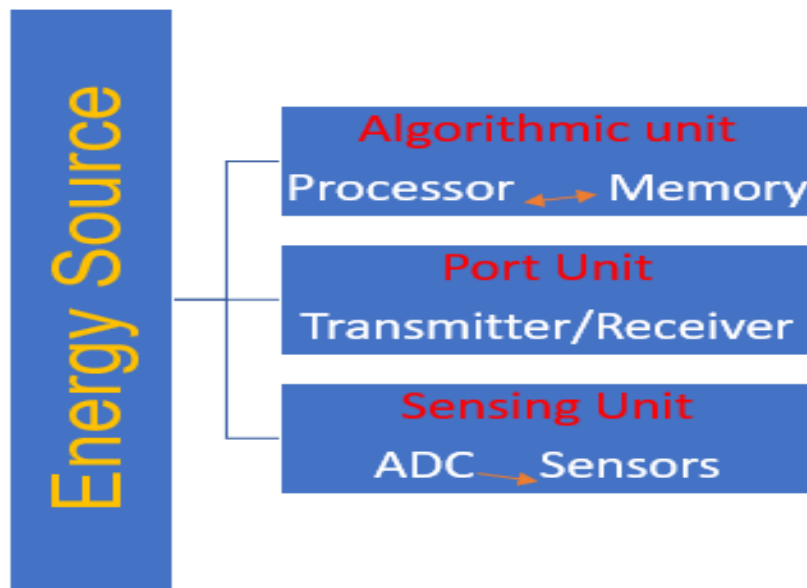 Energy Source
Algorithmic unit
Processor Memory
Port Unit
Transmitter/Receiver
Sensing Unit
ADC Sensors